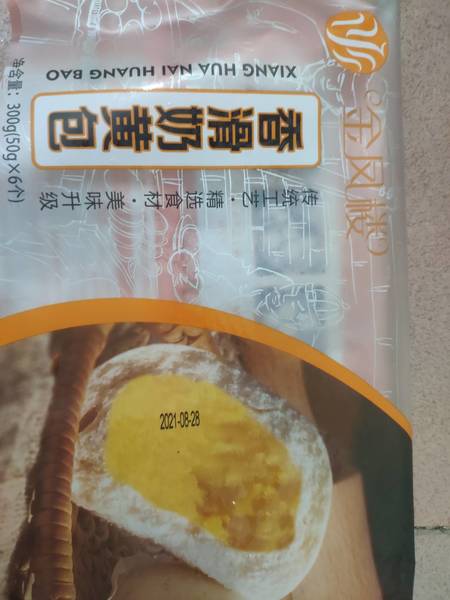 金凤楼
XIANG HUA NAI HUANG BAO
香滑奶黄包
传统工艺·精选食材·美味升级
净含量：300g(50g×6个)
2021-08-28